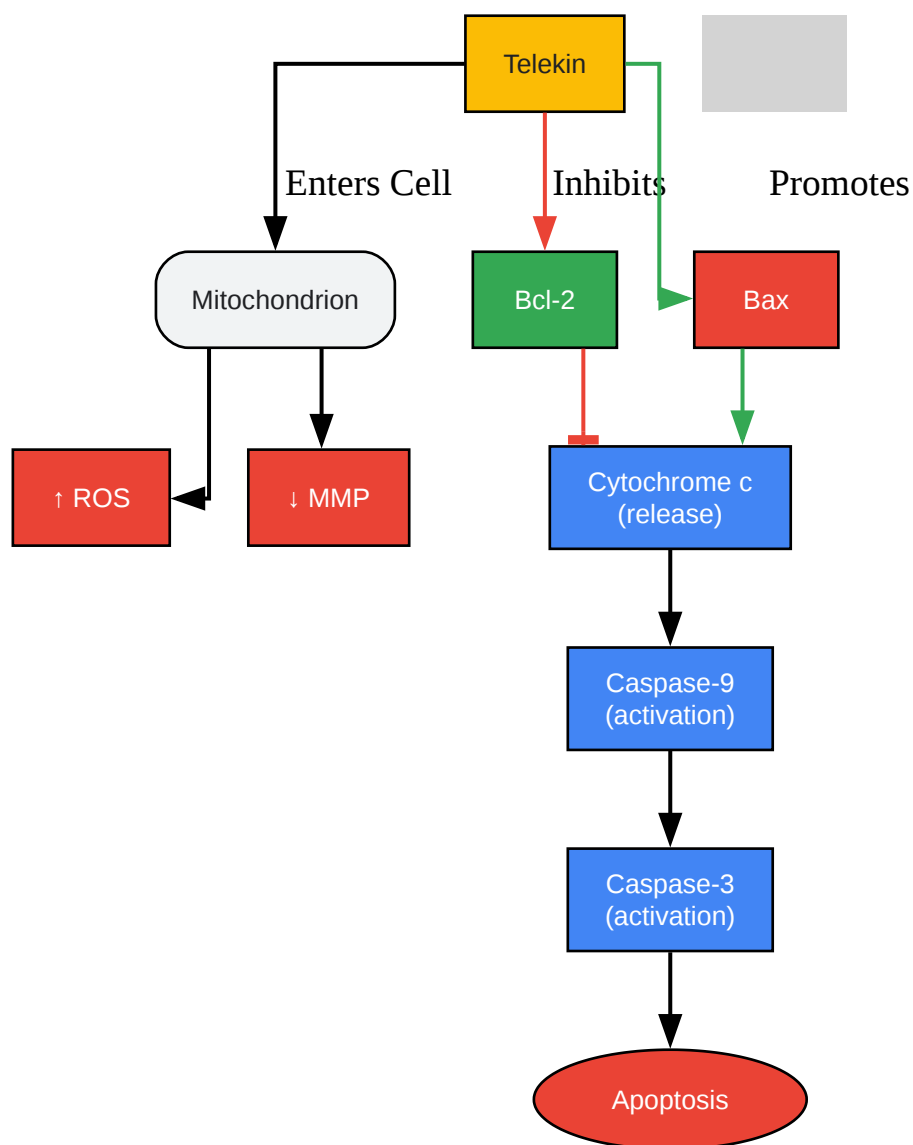 Telekin
Enters Cell
Inhibits
Promotes
Mitochondrion
Bcl-2
Bax
↑ ROS
↓ MMP
Cytochrome c
(release)
Caspase-9
(activation)
Caspase-3
(activation)
Apoptosis